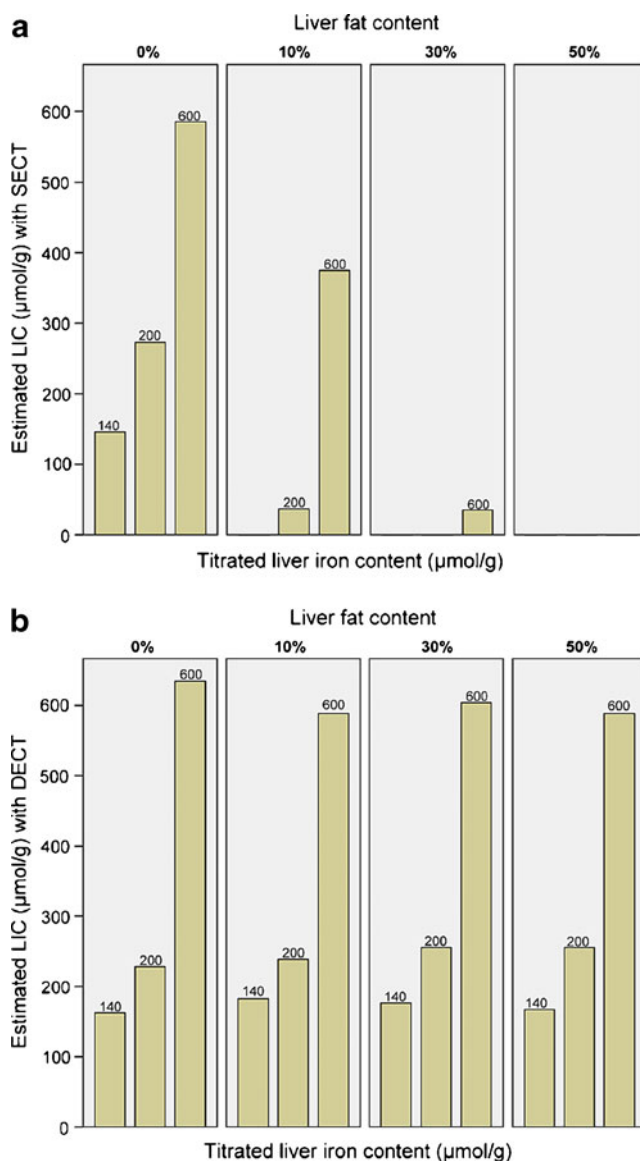 a
Liver fat content
0% 10% 30% 50%
Estimated LIC (µmol/g) with SECT
600
500
400
300
200
100
0
140 200 600
200 600
600
Titrated liver iron content (µmol/g)
b
Liver fat content
0% 10% 30% 50%
Estimated LIC (µmol/g) with DECT
600
500
400
300
200
100
0
140 200 600
140 200 600
140 200 600
140 200 600
Titrated liver iron content (µmol/g)